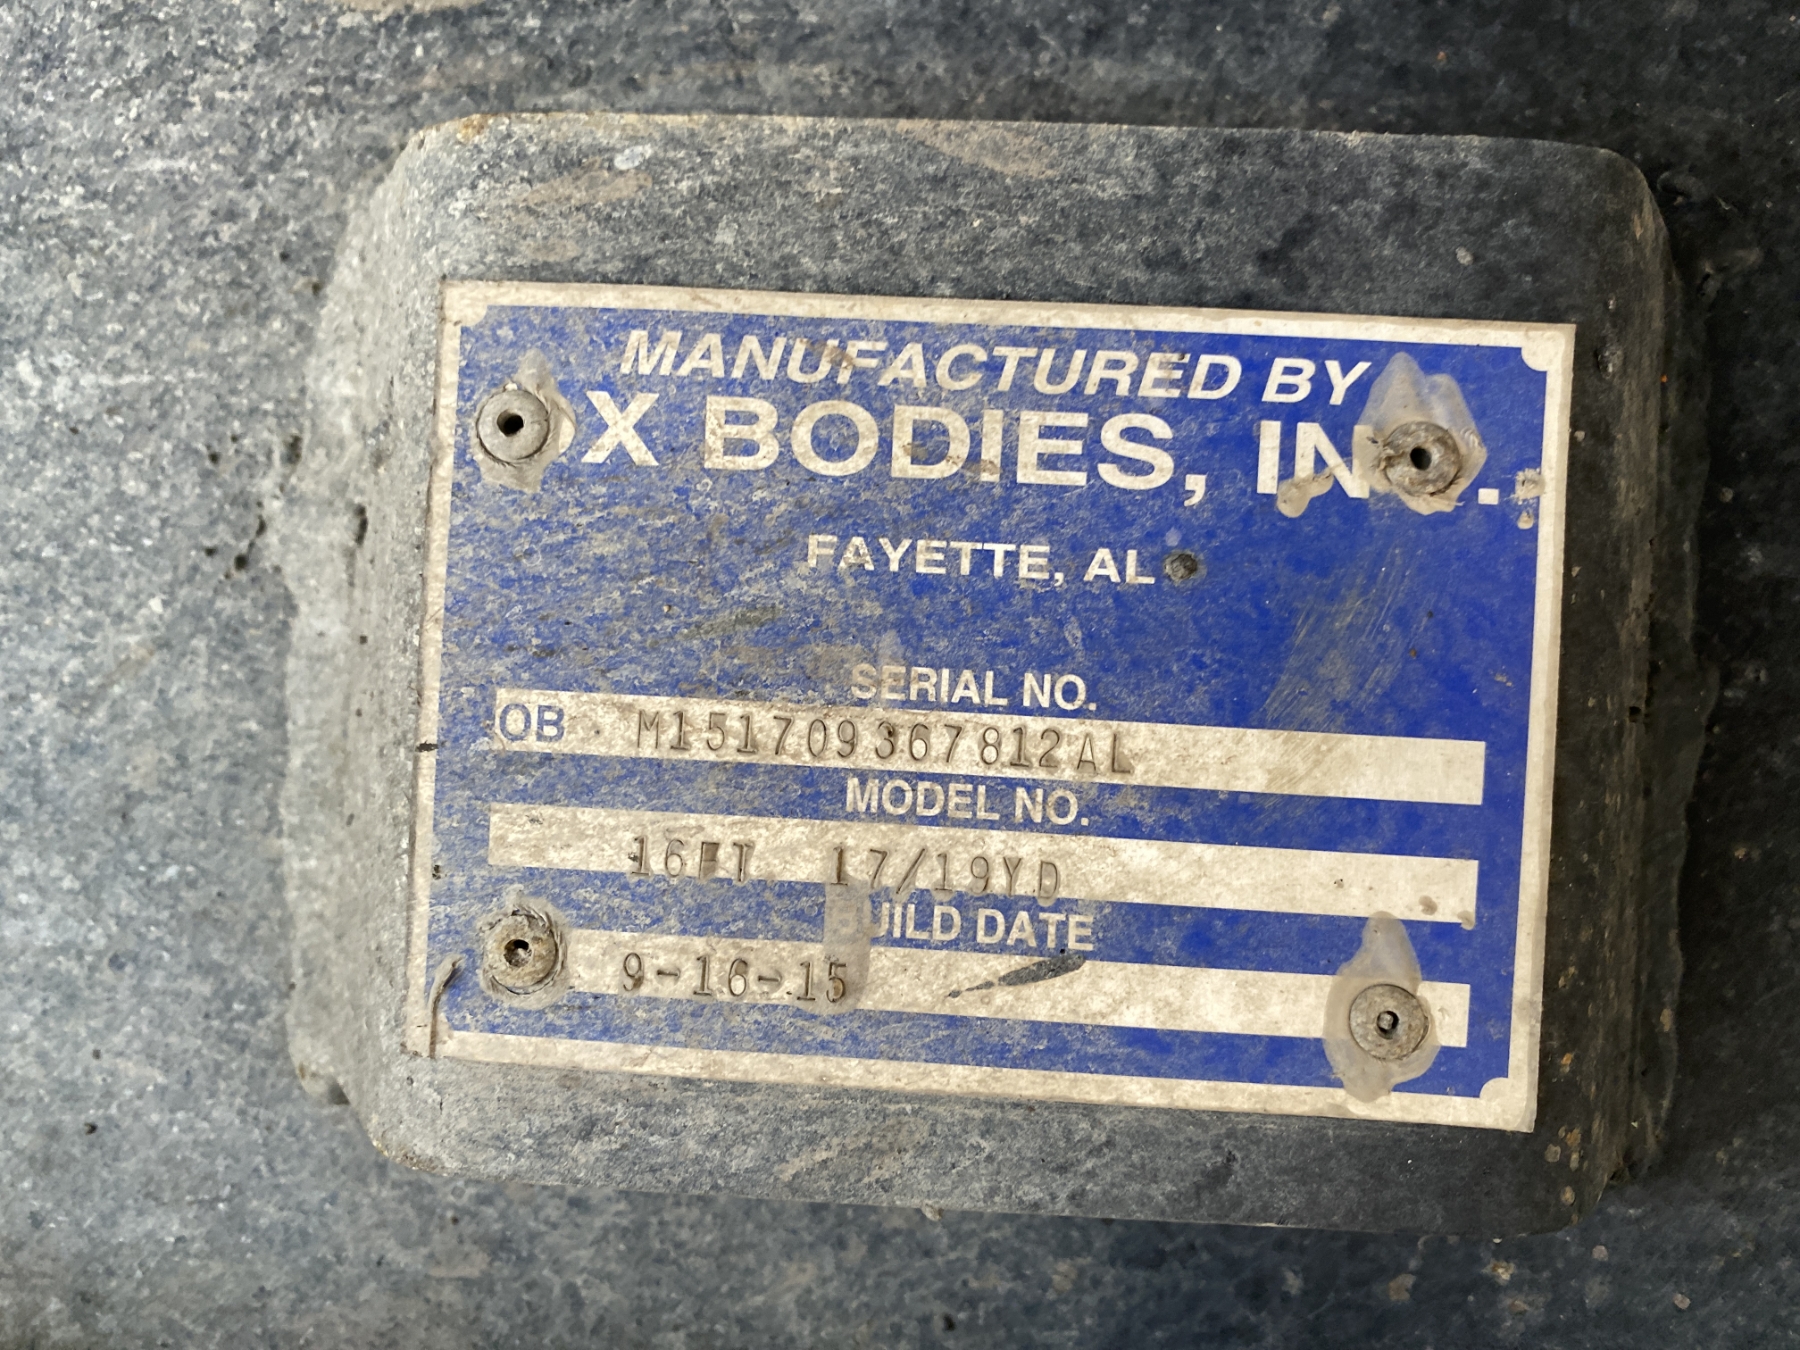 MANUFACTURED BY
X BODIES, IN .
FAYETTE, AL
SERIAL NO.
OB M151709367812AL
MODEL NO.
16FT 17/19YD
BUILD DATE
9-16-15